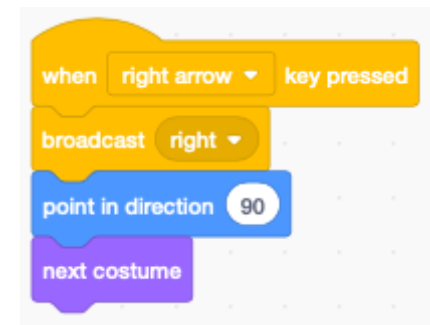 when right arrow key pressed
broadcast right
point in direction 90
next costume